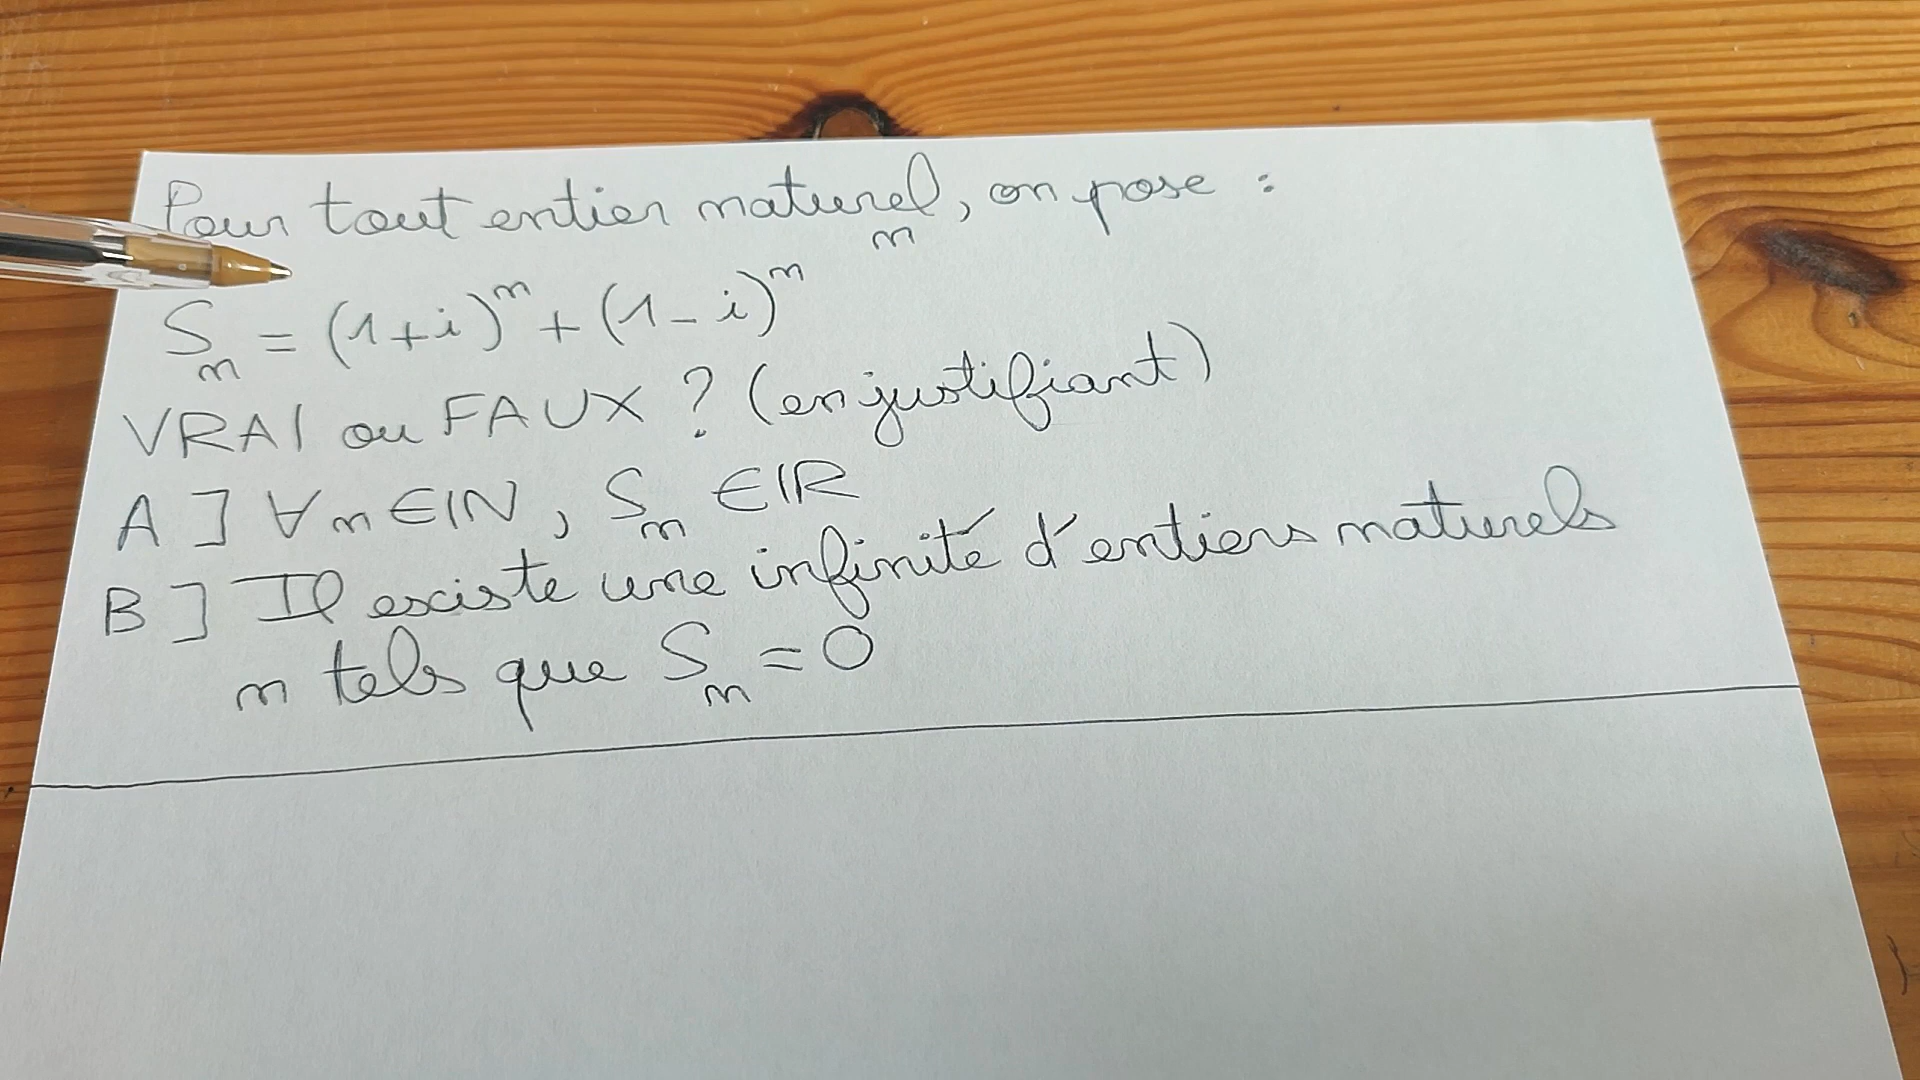 Pour tout entier naturel n, on pose :
Sₙ = (1+i)ⁿ + (1-i)ⁿ
VRAI ou FAUX ? (en justifiant)
A ] ∀n ∈ ℕ, Sₙ ∈ ℝ
B ] Il existe une infinité d'entiers naturels
n tels que Sₙ = 0